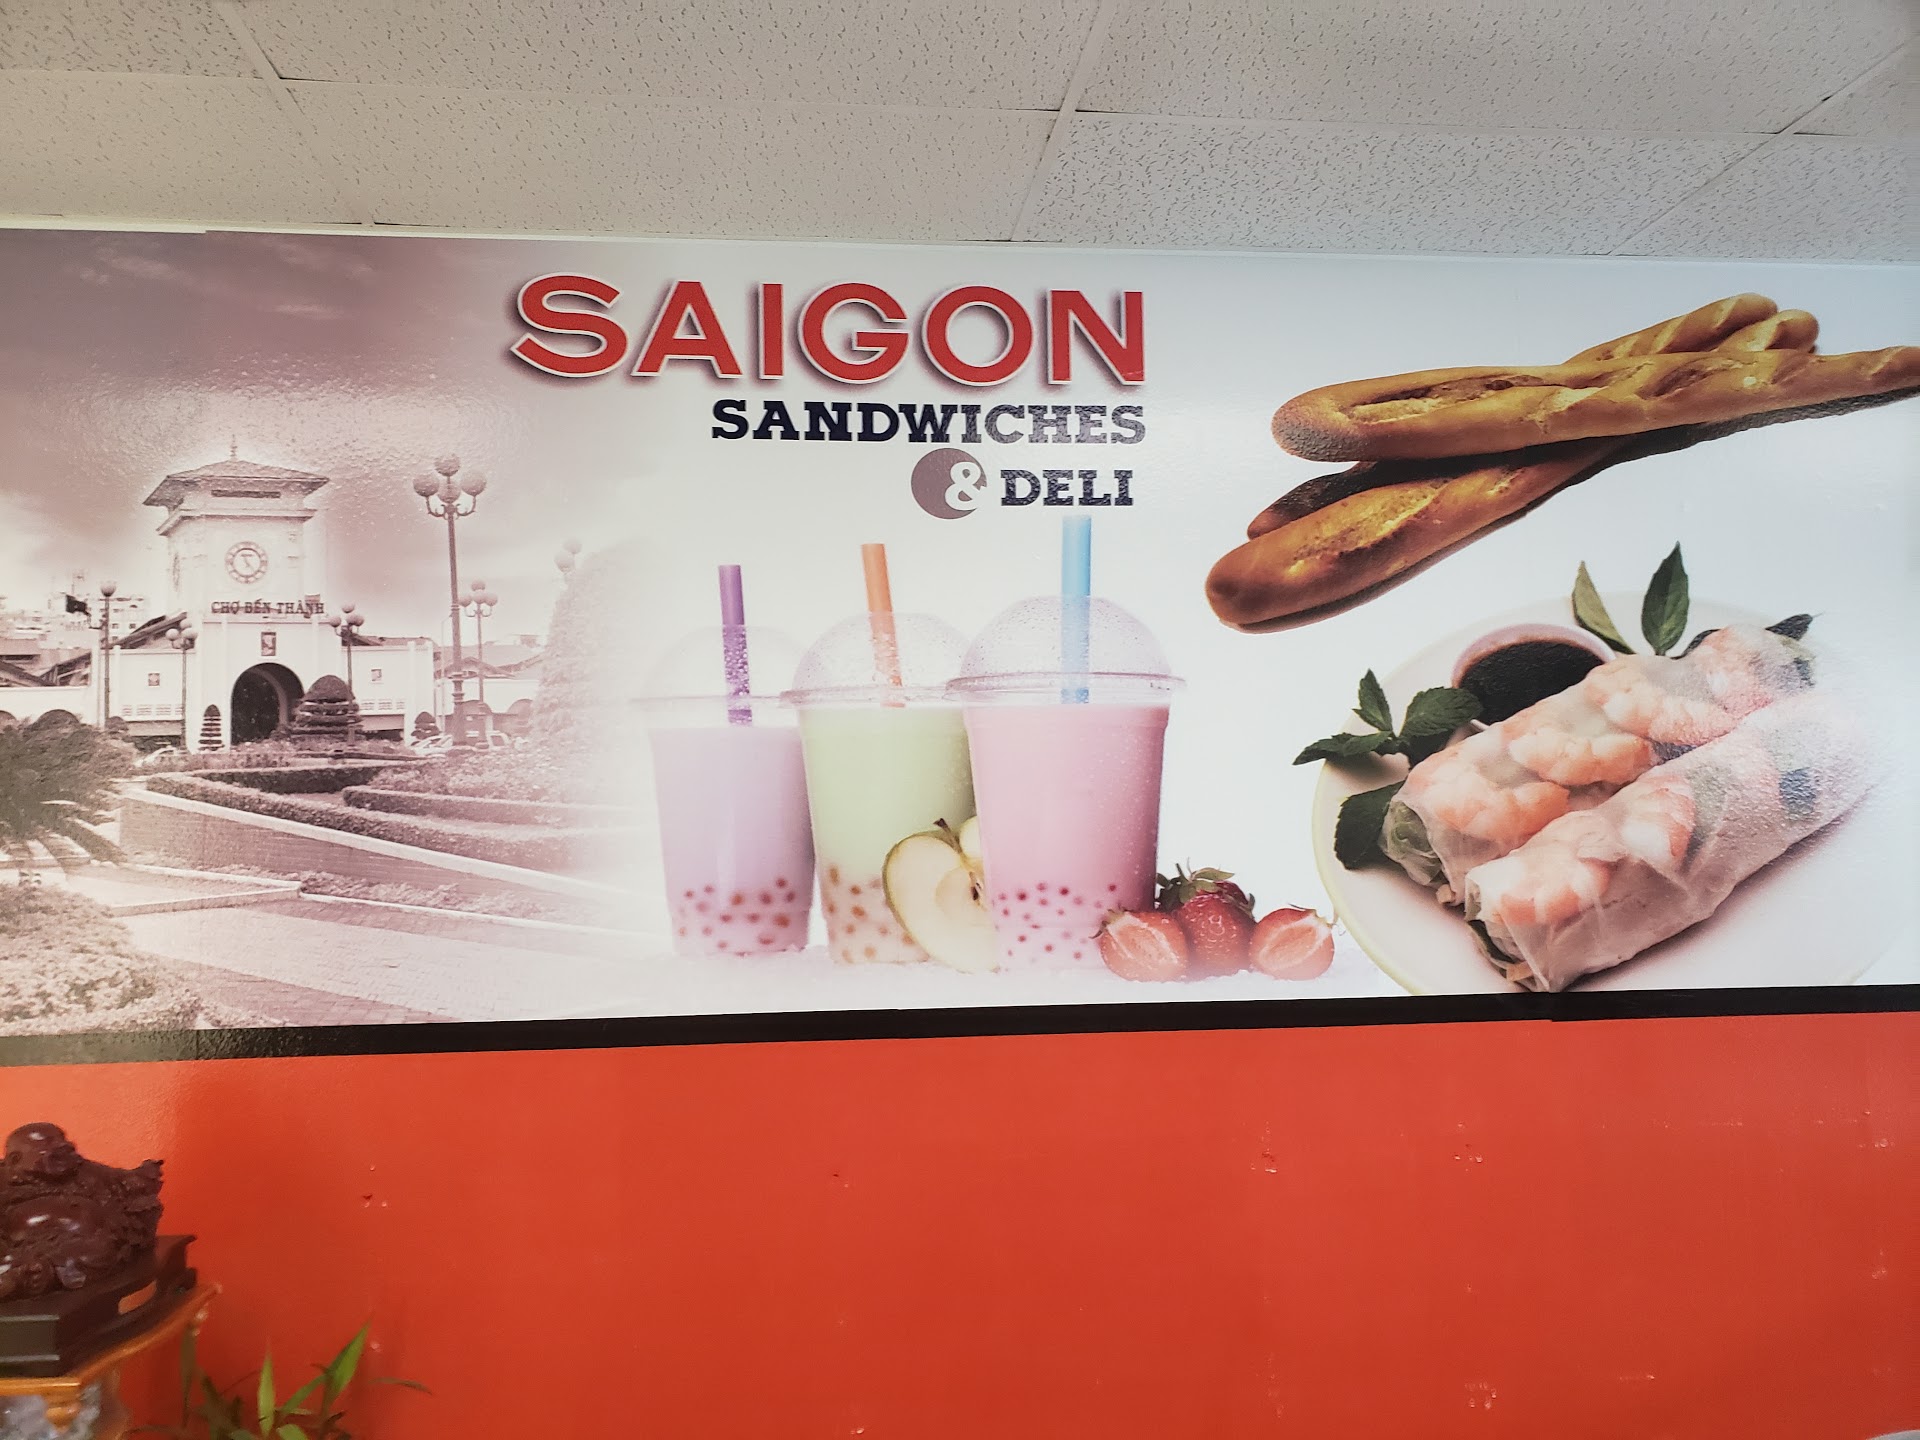 SAIGON
SANDWICHES
& DELI
CHỢ BẾN THÀNH